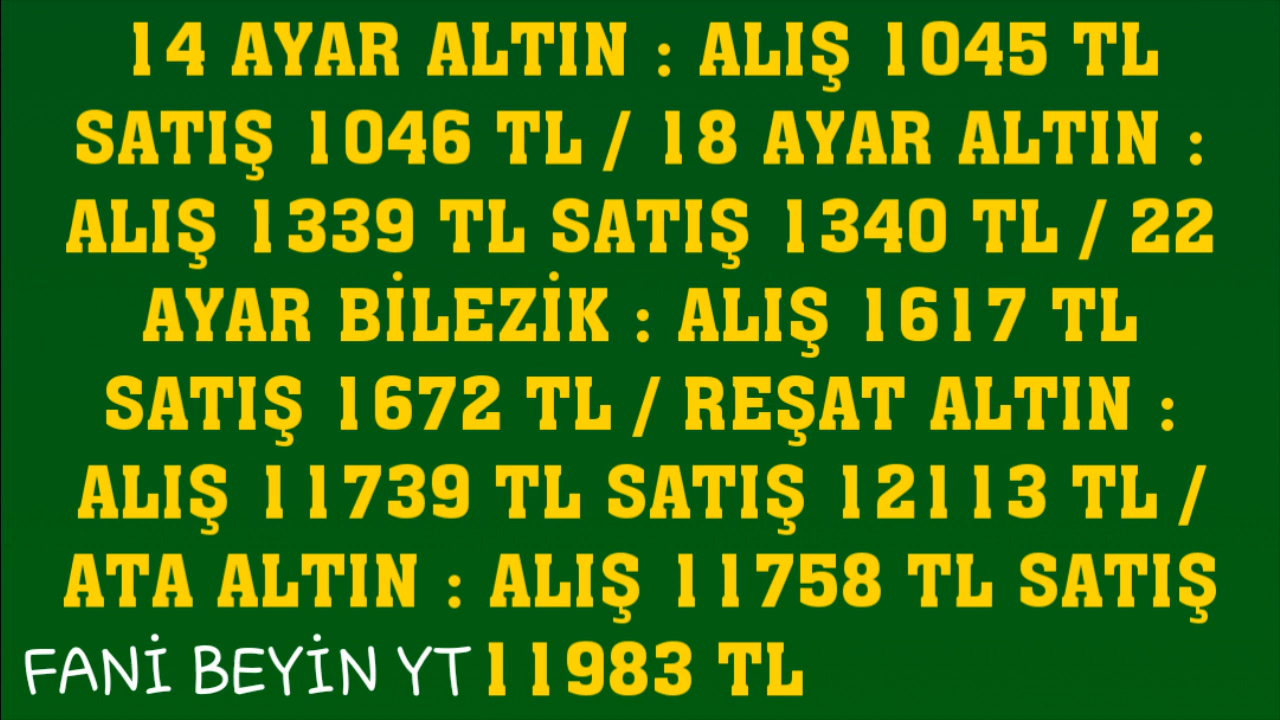 14 AYAR ALTIN : ALIŞ 1045 TL
SATIŞ 1046 TL / 18 AYAR ALTIN :
ALIŞ 1339 TL SATIŞ 1340 TL / 22
AYAR BİLEZİK : ALIŞ 1617 TL
SATIŞ 1672 TL / REŞAT ALTIN :
ALIŞ 11739 TL SATIŞ 12113 TL /
ATA ALTIN : ALIŞ 11758 TL SATIŞ
FANİ BEYİN YT 11983 TL